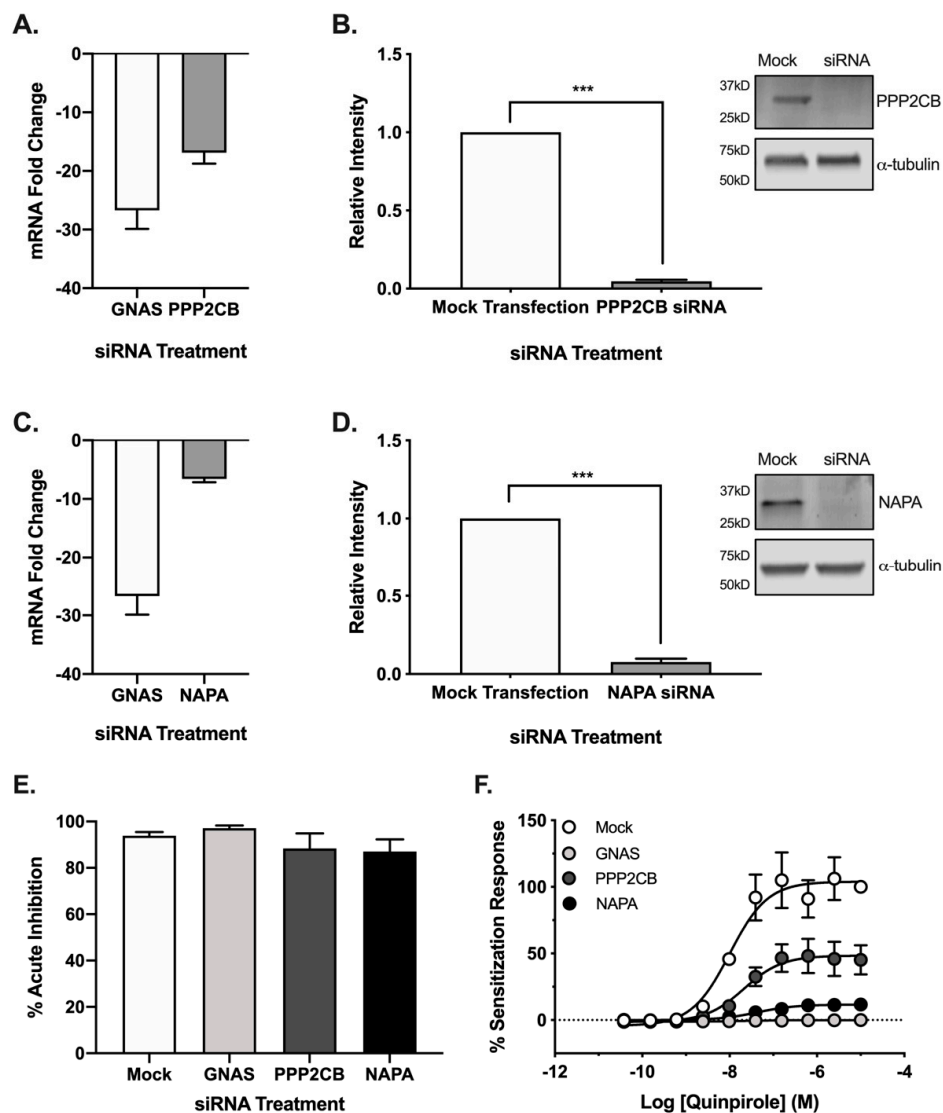 A.
0
-10
-20
-30
-40
mRNA Fold Change
GNAS PPP2CB
siRNA Treatment
B.
1.5
1.0
0.5
0.0
Relative Intensity
***
Mock Transfection PPP2CB siRNA
siRNA Treatment
Mock siRNA
37kD
25kD
PPP2CB
75kD
50kD
α-tubulin
C.
0
-10
-20
-30
-40
mRNA Fold Change
GNAS NAPA
siRNA Treatment
D.
1.5
1.0
0.5
0.0
Relative Intensity
***
Mock Transfection NAPA siRNA
siRNA Treatment
Mock siRNA
37kD
25kD
NAPA
75kD
50kD
α-tubulin
E.
100
80
60
40
20
0
% Acute Inhibition
Mock GNAS PPP2CB NAPA
siRNA Treatment
F.
% Sensitization Response
100
50
0
Mock
GNAS
PPP2CB
NAPA
-12 -10 -8 -6 -4
Log [Quinpirole] (M)